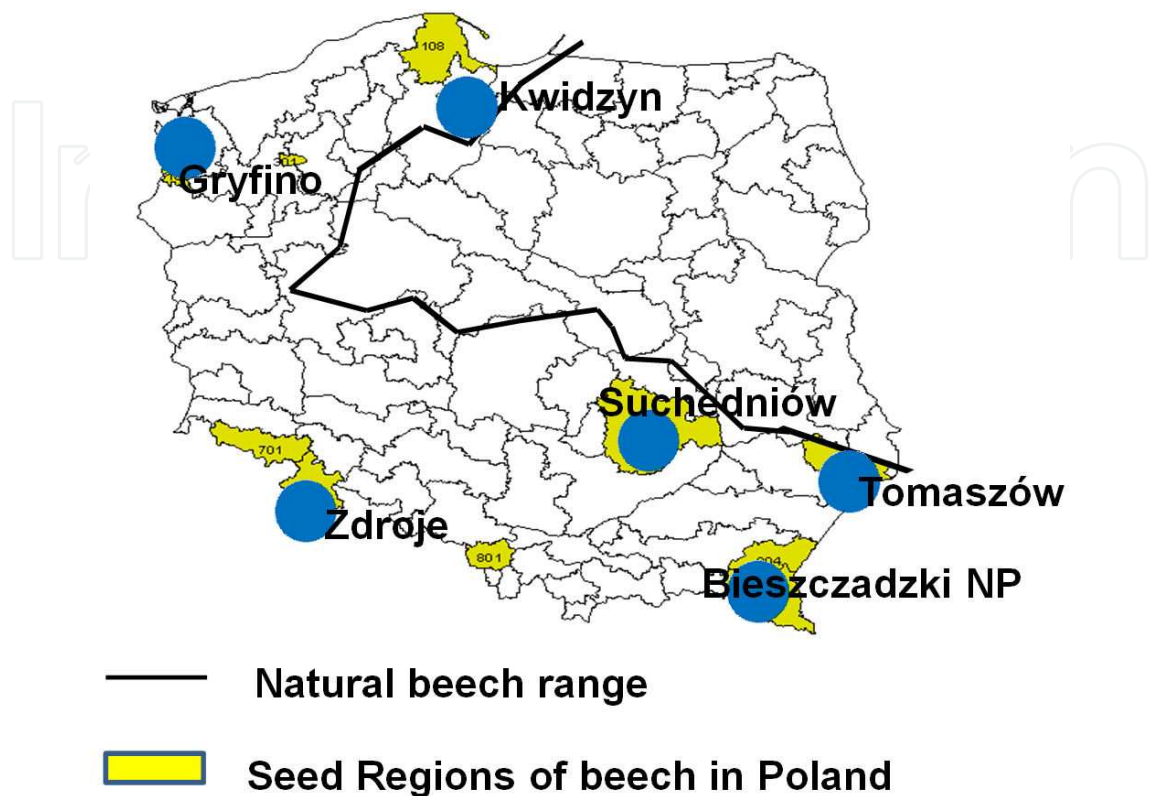 108
Kwidzyn
Gryfino
Suchedniów
701
Tomaszów
Zdroje
801
Bieszczadzki NP
Natural beech range
Seed Regions of beech in Poland